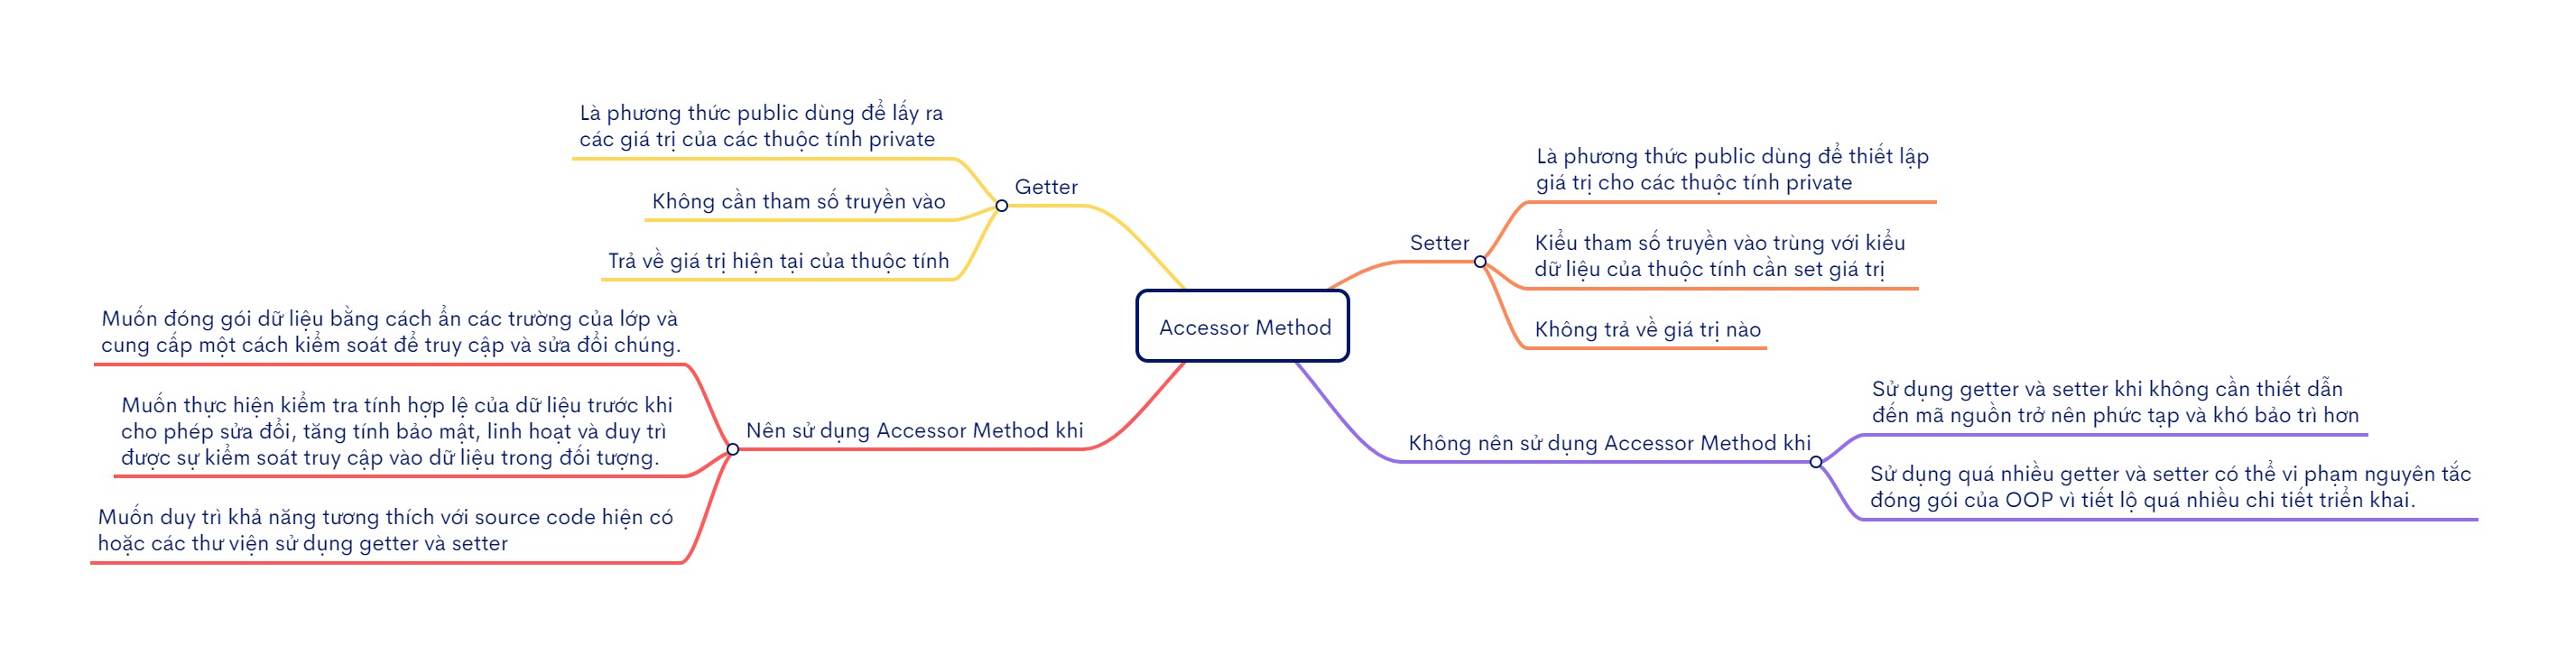 Accessor Method
Getter
Là phương thức public dùng để lấy ra
các giá trị của các thuộc tính private
Không cần tham số truyền vào
Trả về giá trị hiện tại của thuộc tính
Setter
Là phương thức public dùng để thiết lập
giá trị cho các thuộc tính private
Kiểu tham số truyền vào trùng với kiểu
dữ liệu của thuộc tính cần set giá trị
Không trả về giá trị nào
Nên sử dụng Accessor Method khi
Muốn đóng gói dữ liệu bằng cách ẩn các trường của lớp và
cung cấp một cách kiểm soát để truy cập và sửa đổi chúng.
Muốn thực hiện kiểm tra tính hợp lệ của dữ liệu trước khi
cho phép sửa đổi, tăng tính bảo mật, linh hoạt và duy trì
được sự kiểm soát truy cập vào dữ liệu trong đối tượng.
Muốn duy trì khả năng tương thích với source code hiện có
hoặc các thư viện sử dụng getter và setter
Không nên sử dụng Accessor Method khi
Sử dụng getter và setter khi không cần thiết dẫn
đến mã nguồn trở nên phức tạp và khó bảo trì hơn
Sử dụng quá nhiều getter và setter có thể vi phạm nguyên tắc
đóng gói của OOP vì tiết lộ quá nhiều chi tiết triển khai.